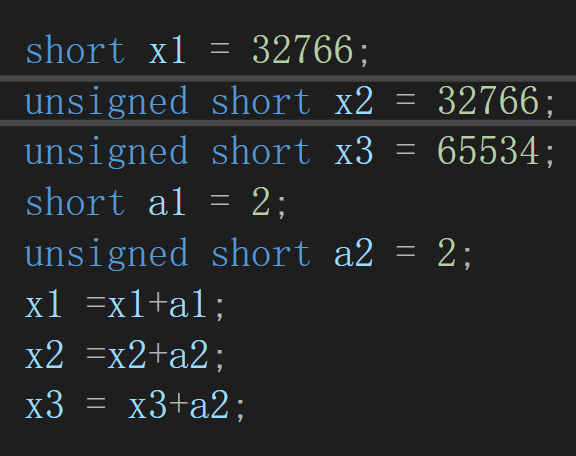 short x1 = 32766;
unsigned short x2 = 32766;
unsigned short x3 = 65534;
short a1 = 2;
unsigned short a2 = 2;
x1 =x1+a1;
x2 =x2+a2;
x3 = x3+a2;